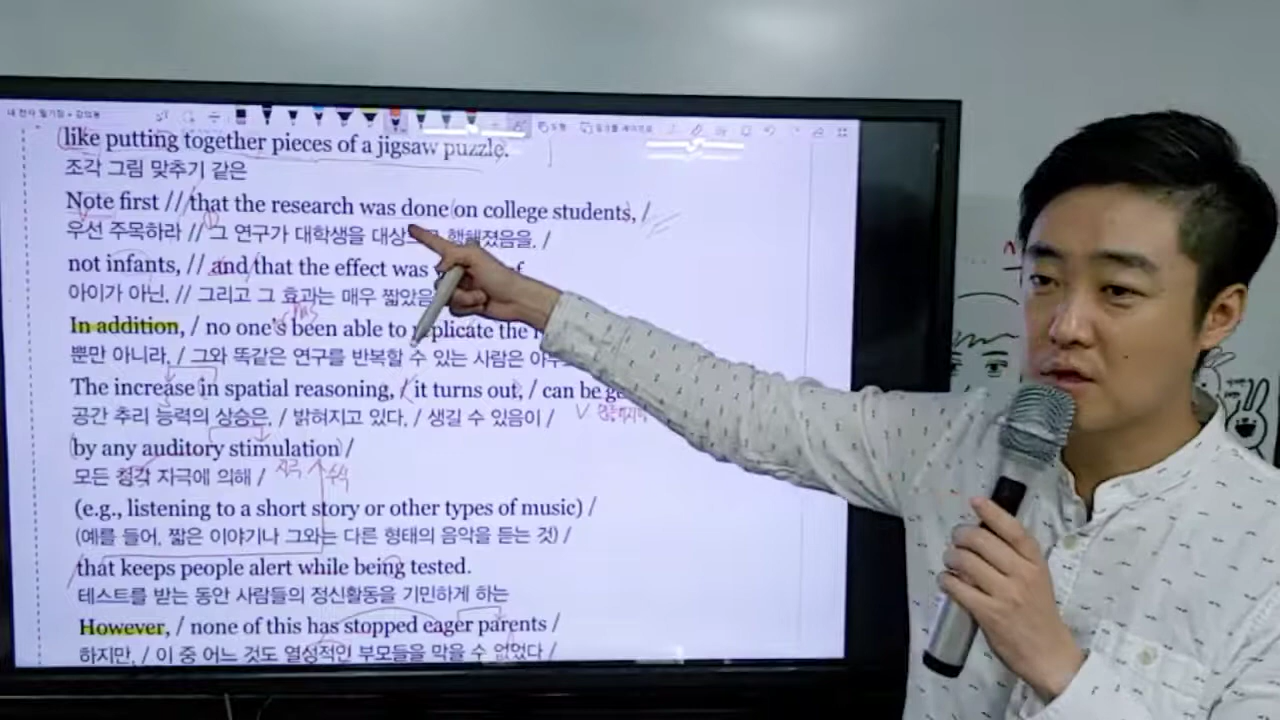 like putting together pieces of a jigsaw puzzle.
조각 그림 맞추기 같은
Note first // that the research was done on college students, /
우선 주목하라 // 그 연구가 대학생을 행해졌음을. /
not infants, // and that the effect was
아이가 아닌. // 그리고 그 효과는 매우
In addition, / no one's been able to the
뿐만 아니라, / 그와 똑같은 연구를 반복할 수 있는 사람은
The increase in spatial reasoning, / it turns out, / can be
공간 추리 능력의 상승은, / 밝혀지고 있다, / 생길 수 있음이 /
by any auditory stimulation /
모든 청각 자극에 의해 /
(e.g., listening to a short story or other types of music) /
(예를 들어, 짧은 이야기나 그와는 다른 형태의 음악을 듣는 것) /
that keeps people alert while being tested.
테스트를 받는 동안 사람들의 정신활동을 기민하게 하는
However, / none of this has stopped eager parents /
하지만, / 이 중 어느 것도 열성적인 부모들을 막을 수 없었다 /